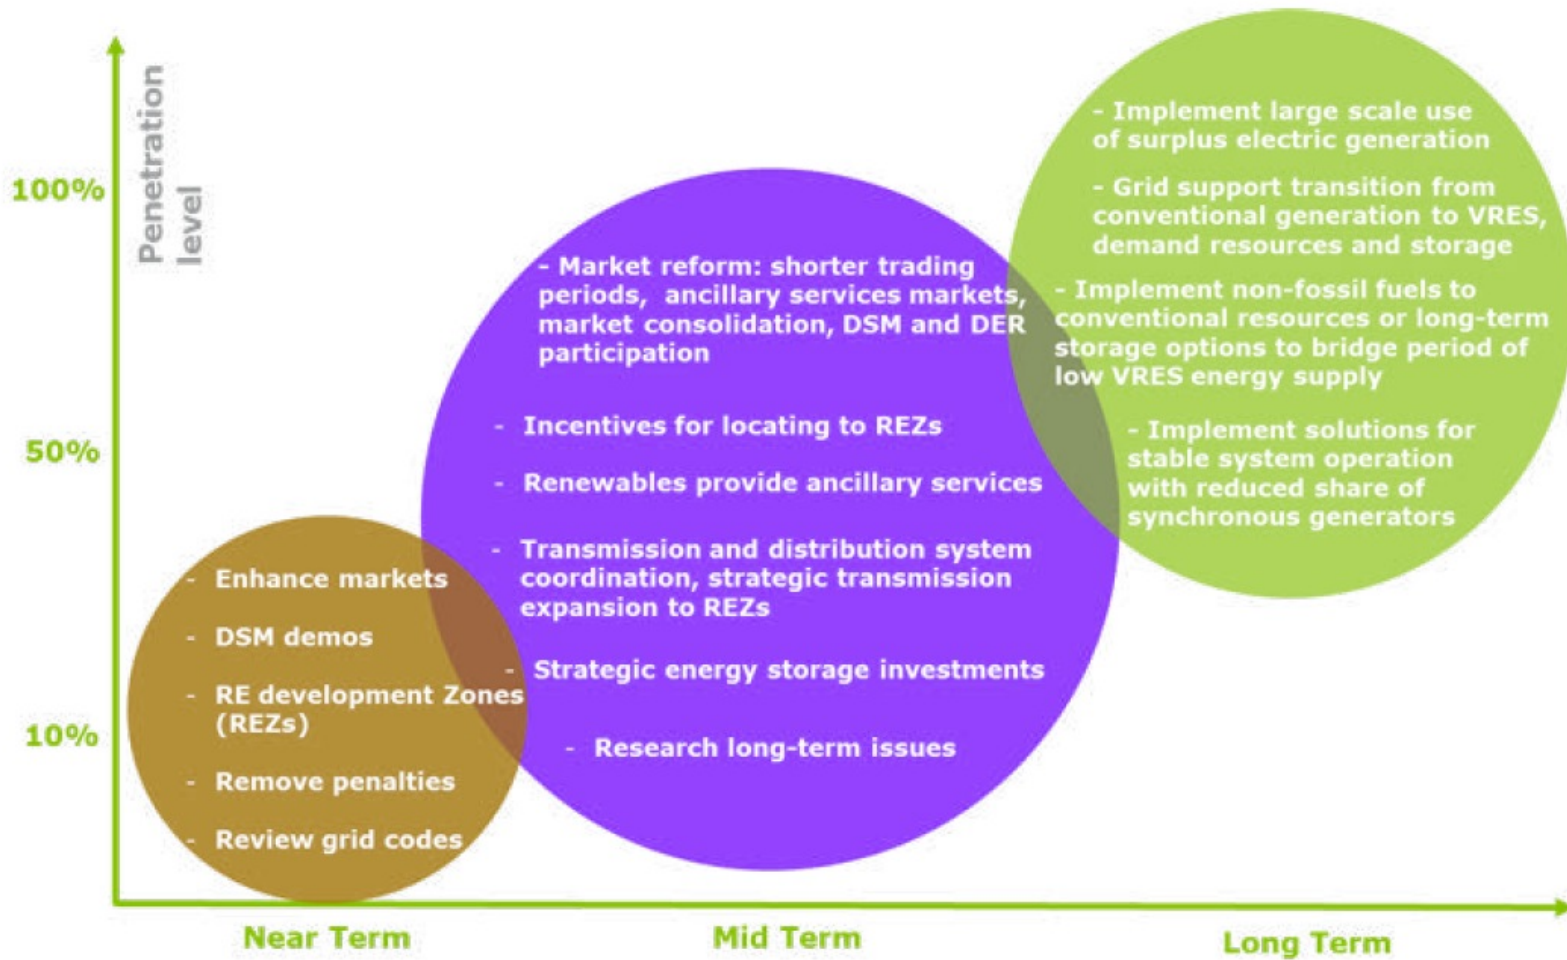 Penetration
level
100%
50%
10%
- Enhance markets
- DSM demos
- RE development Zones
(REZs)
- Remove penalties
- Review grid codes
- Market reform: shorter trading
periods, ancillary services markets,
market consolidation, DSM and DER
participation
- Incentives for locating to REZs
- Renewables provide ancillary services
- Transmission and distribution system
coordination, strategic transmission
expansion to REZs
- Strategic energy storage investments
- Research long-term issues
- Implement large scale use
of surplus electric generation
- Grid support transition from
conventional generation to VRES,
demand resources and storage
- Implement non-fossil fuels to
conventional resources or long-term
storage options to bridge period of
low VRES energy supply
- Implement solutions for
stable system operation
with reduced share of
synchronous generators
Near Term
Mid Term
Long Term